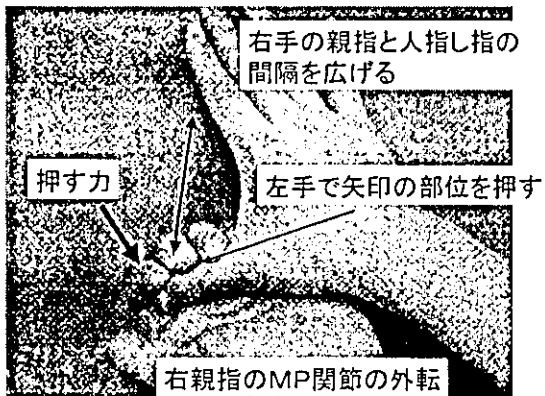 右手の親指と人指し指の
間隔を広げる
押す力
左手で矢印の部位を押す
右親指のMP関節の外転